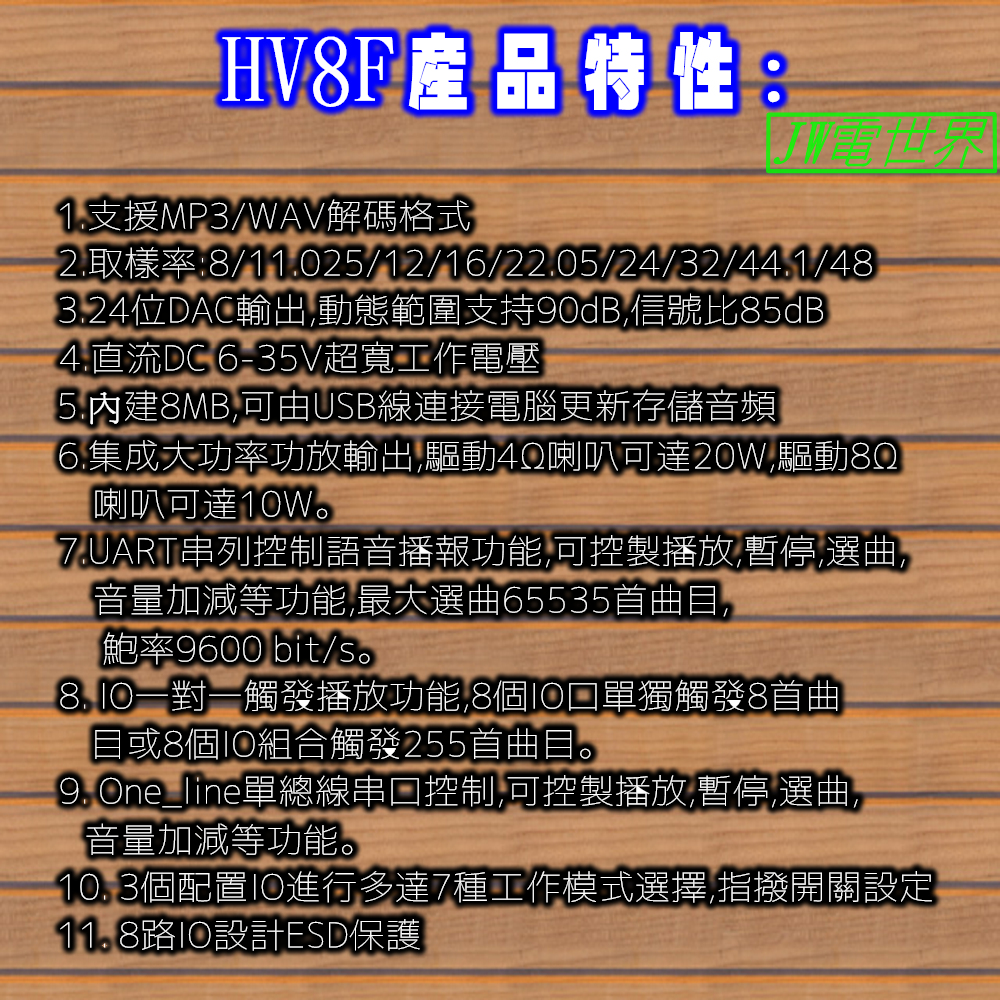 HV8F產品特性:
JW電世界
1.支援MP3/WAV解碼格式
2.取樣率:8/11.025/12/16/22.05/24/32/44.1/48
3.24位DAC輸出,動態範圍支持90dB,信號比85dB
4.直流DC 6-35V超寬工作電壓
5.內建8MB,可由USB線連接電腦更新存儲音頻
6.集成大功率功放輸出,驅動4Ω喇叭可達20W,驅動8Ω
喇叭可達10W。
7.UART串列控制語音播報功能,可控製播放,暫停,選曲,
音量加減等功能,最大選曲65535首曲目,
鮑率9600 bit/s。
8. IO一對一觸發播放功能,8個IO口單獨觸發8首曲
目或8個IO組合觸發255首曲目。
9. One_line單總線串口控制,可控製播放,暫停,選曲,
音量加減等功能。
10. 3個配置IO進行多達7種工作模式選擇,指撥開關設定
11. 8路IO設計ESD保護